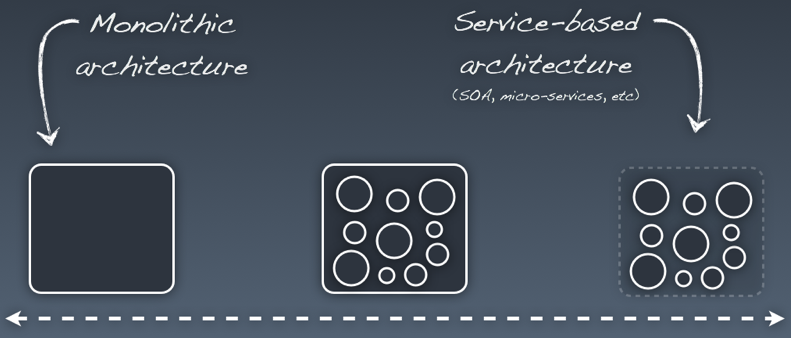 Monolithic
architecture
Service-based
architecture
(SOA, micro-services, etc)